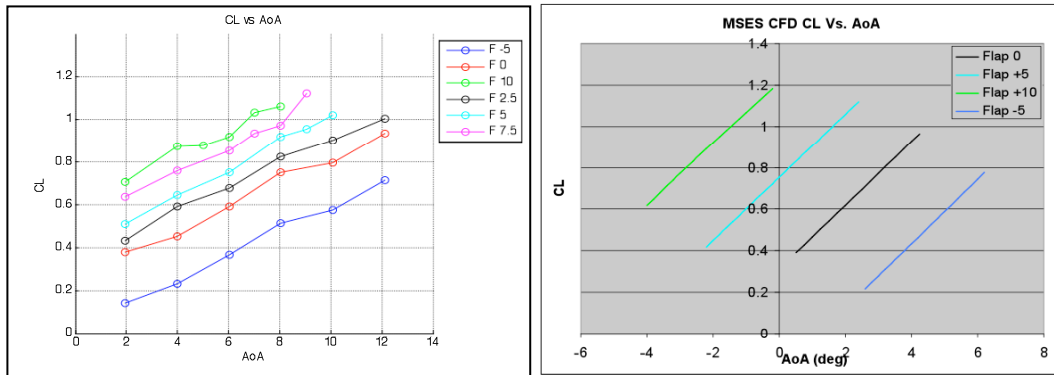 CL vs AoA
F -5
F 0
F 10
F 2.5
F 5
F 7.5
1.2
1
0.8
0.6
0.4
0.2
0
0 2 4 6 8 10 12 14
CL
AoA
MSES CFD CL Vs. AoA
Flap 0
Flap +5
Flap +10
Flap -5
1.4
1.2
1
0.8
0.6
0.4
0.2
0
-6 -4 -2 0 2 4 6 8
CL
AoA (deg)